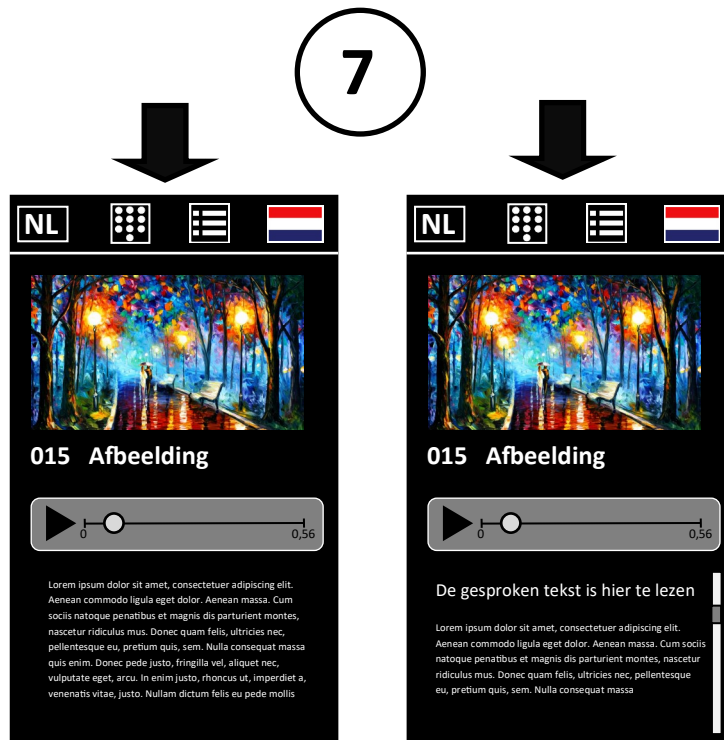 7
NL
015 Afbeelding
0 0,56
Lorem ipsum dolor sit amet, consectetuer adipiscing elit.
Aenean commodo ligula eget dolor. Aenean massa. Cum
sociis natoque penatibus et magnis dis parturient montes,
nascetur ridiculus mus. Donec quam felis, ultricies nec,
pellentesque eu, pretium quis, sem. Nulla consequat massa
quis enim. Donec pede justo, fringilla vel, aliquet nec,
vulputate eget, arcu. In enim justo, rhoncus ut, imperdiet a,
venenatis vitae, justo. Nullam dictum felis eu pede mollis
NL
015 Afbeelding
0 0,56
De gesproken tekst is hier te lezen
Lorem ipsum dolor sit amet, consectetuer adipiscing elit.
Aenean commodo ligula eget dolor. Aenean massa. Cum sociis
natoque penatibus et magnis dis parturient montes, nascetur
ridiculus mus. Donec quam felis, ultricies nec, pellentesque
eu, pretium quis, sem. Nulla consequat massa